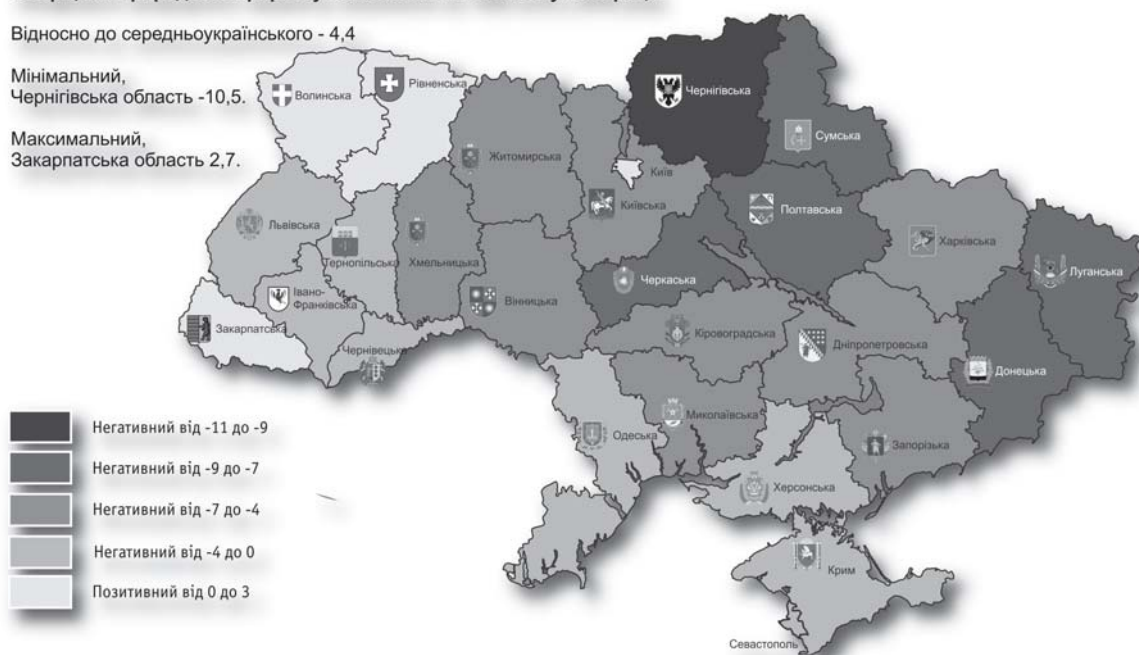 Відносно до середньоукраїнського - 4,4
Мінімальний,
Чернігівська область -10,5.
Максимальний,
Закарпатська область 2,7.
Волинська
Рівненська
Житомирська
Чернігівська
Сумська
Київ
Київська
Полтавська
Харківська
Луганська
Львівська
Тернопільська
Хмельницька
Вінницька
Черкаська
Івано-
Франківська
Закарпатська
Чернівецька
Кіровоградська
Дніпропетровська
Донецька
Одеська
Миколаївська
Запорізька
Херсонська
Крим
Севастополь
Негативний від -11 до -9
Негативний від -9 до -7
Негативний від -7 до -4
Негативний від -4 до 0
Позитивний від 0 до 3